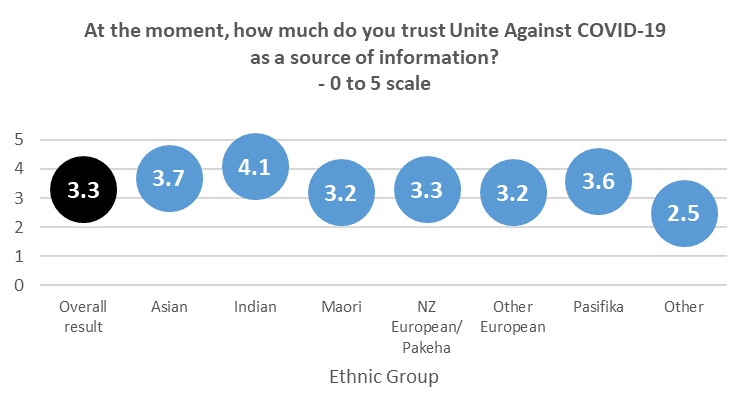 At the moment, how much do you trust Unite Against COVID-19
as a source of information?
- 0 to 5 scale
5
4
3
2
1
0
3.3
3.7
4.1
3.2
3.3
3.2
3.6
2.5
Overall
result
Asian
Indian
Maori
NZ
European/
Pakeha
Other
European
Pasifika
Other
Ethnic Group